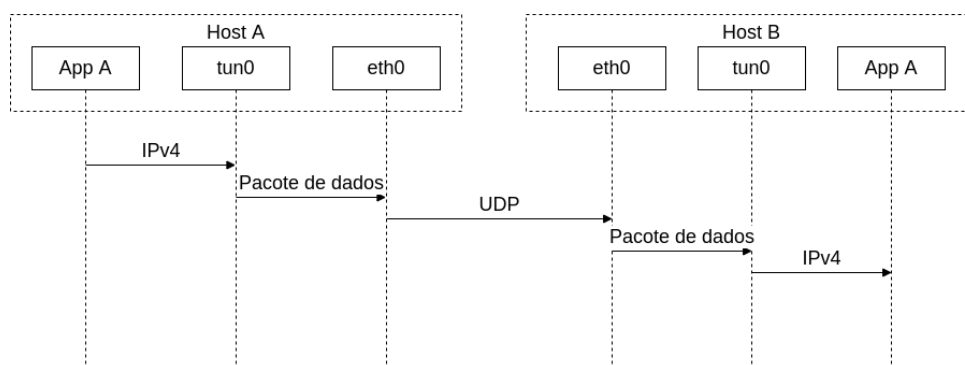 Host A
Host B
App A
tun0
eth0
eth0
tun0
App A
IPv4
Pacote de dados
UDP
Pacote de dados
IPv4